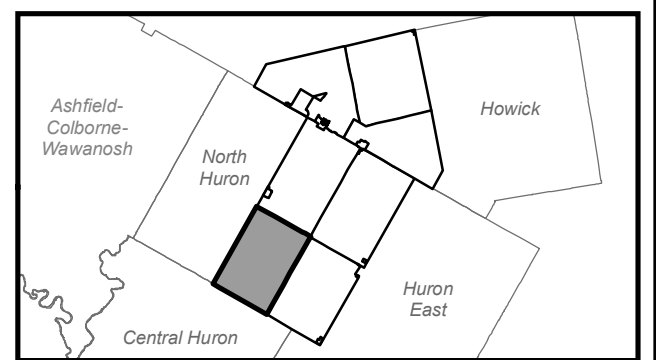 Ashfield-
Colborne-
Wawanosh
Howick
North
Huron
Huron
East
Central Huron